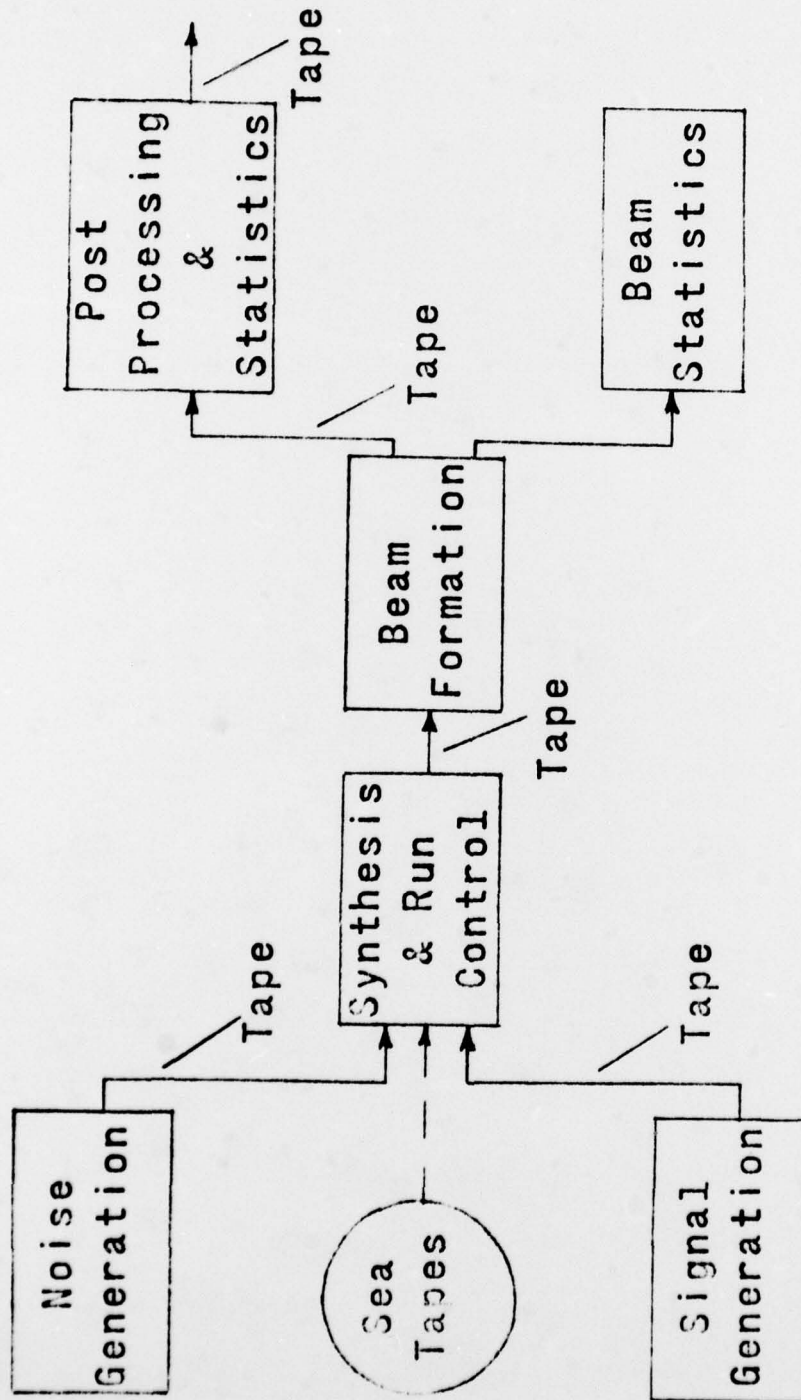 Noise
Generation
Tape
Sea
Tapes
Signal
Generation
Tape
Synthesis
& Run
Control
Tape
Beam
Formation
Tape
Post
Processing
&
Statistics
Tape
Beam
Statistics